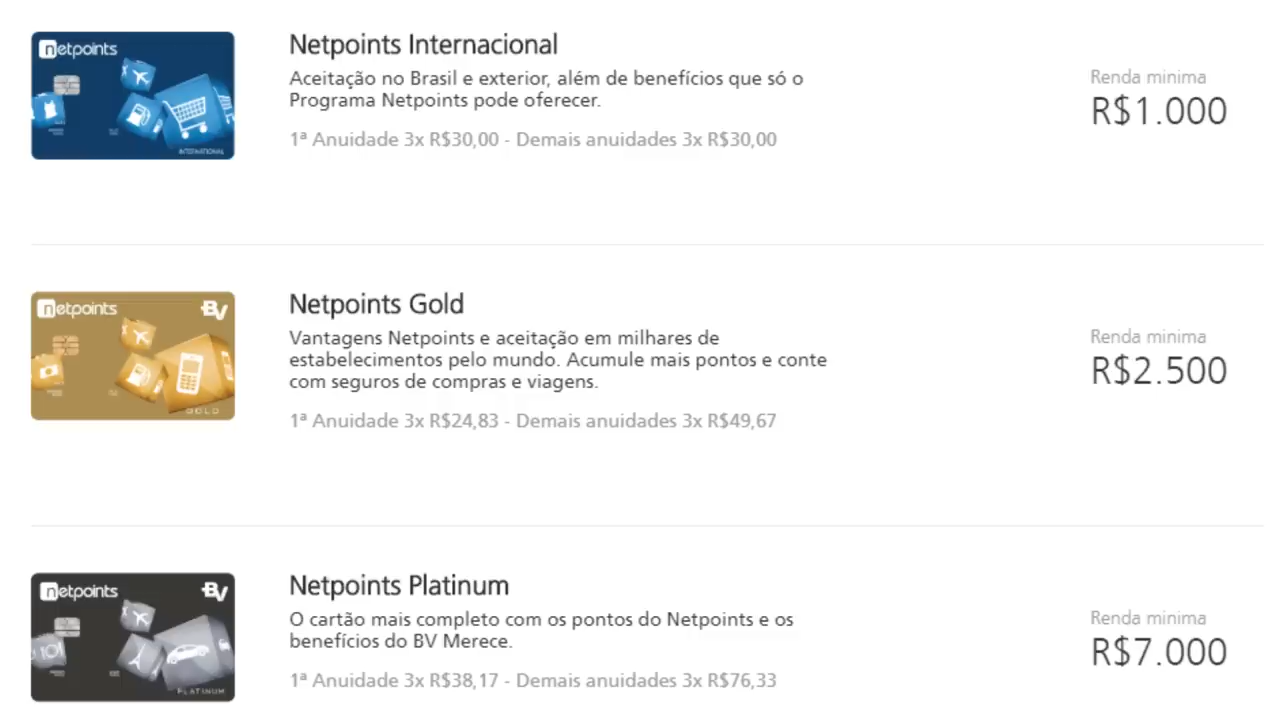 netpoints
INTERNATIONAL
Netpoints Internacional
Aceitação no Brasil e exterior, além de benefícios que só o
Programa Netpoints pode oferecer.
1ª Anuidade 3x R$30,00 - Demais anuidades 3x R$30,00
Renda minima
R$1.000
netpoints
BV
GOLD
Netpoints Gold
Vantagens Netpoints e aceitação em milhares de
estabelecimentos pelo mundo. Acumule mais pontos e conte
com seguros de compras e viagens.
1ª Anuidade 3x R$24,83 - Demais anuidades 3x R$49,67
Renda minima
R$2.500
netpoints
BV
PLATINUM
Netpoints Platinum
O cartão mais completo com os pontos do Netpoints e os
benefícios do BV Merece.
1ª Anuidade 3x R$38,17 - Demais anuidades 3x R$76,33
Renda minima
R$7.000